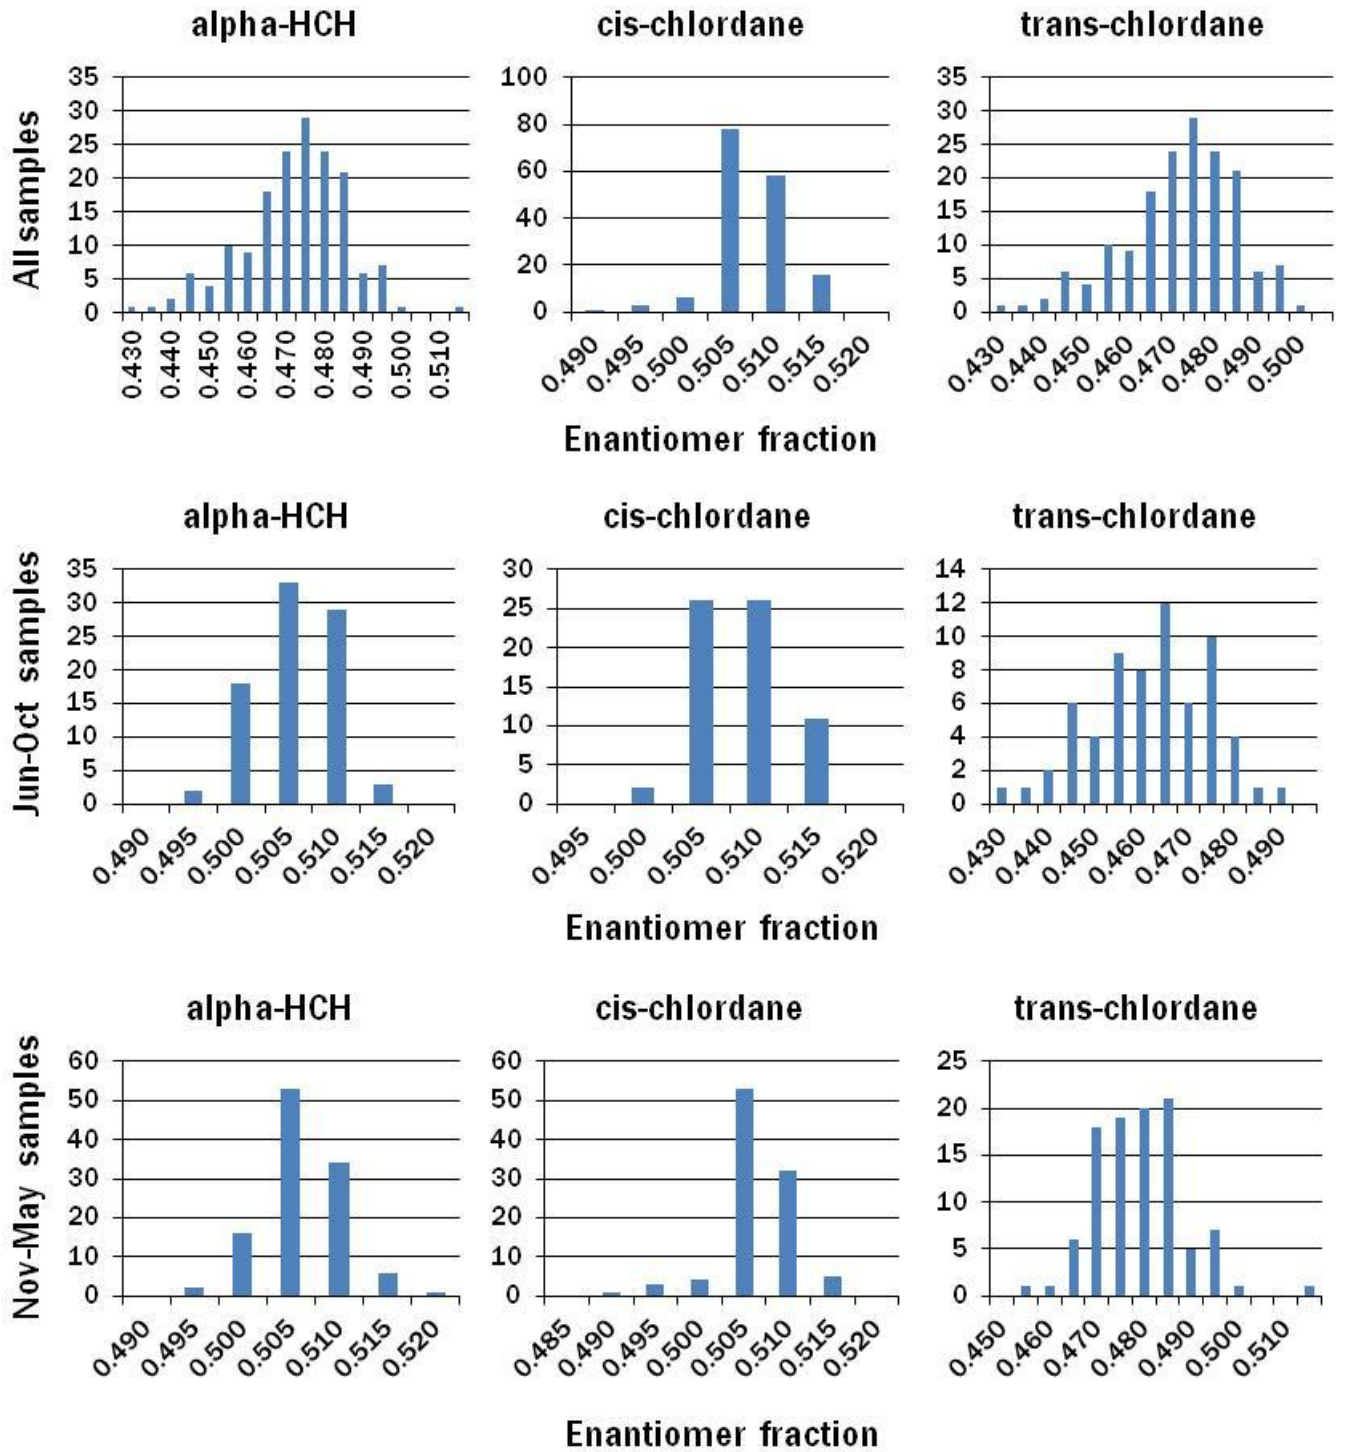 alpha-HCH cis-chlordane trans-chlordane
All samples
35 30 25 20 15 10 5 0
0.430 0.440 0.450 0.460 0.470 0.480 0.490 0.500 0.510
100 80 60 40 20 0
0.490 0.495 0.500 0.505 0.510 0.515 0.520
35 30 25 20 15 10 5 0
0.430 0.440 0.450 0.460 0.470 0.480 0.490 0.500
Enantiomer fraction
alpha-HCH cis-chlordane trans-chlordane
Jun-Oct samples
35 30 25 20 15 10 5 0
0.490 0.495 0.500 0.505 0.510 0.515 0.520
30 25 20 15 10 5 0
0.495 0.500 0.505 0.510 0.515 0.520
14 12 10 8 6 4 2 0
0.430 0.440 0.450 0.460 0.470 0.480 0.490
Enantiomer fraction
alpha-HCH cis-chlordane trans-chlordane
Nov-May samples
60 50 40 30 20 10 0
0.490 0.495 0.500 0.505 0.510 0.515 0.520
60 50 40 30 20 10 0
0.485 0.490 0.495 0.500 0.505 0.510 0.515 0.520
25 20 15 10 5 0
0.450 0.460 0.470 0.480 0.490 0.500 0.510
Enantiomer fraction